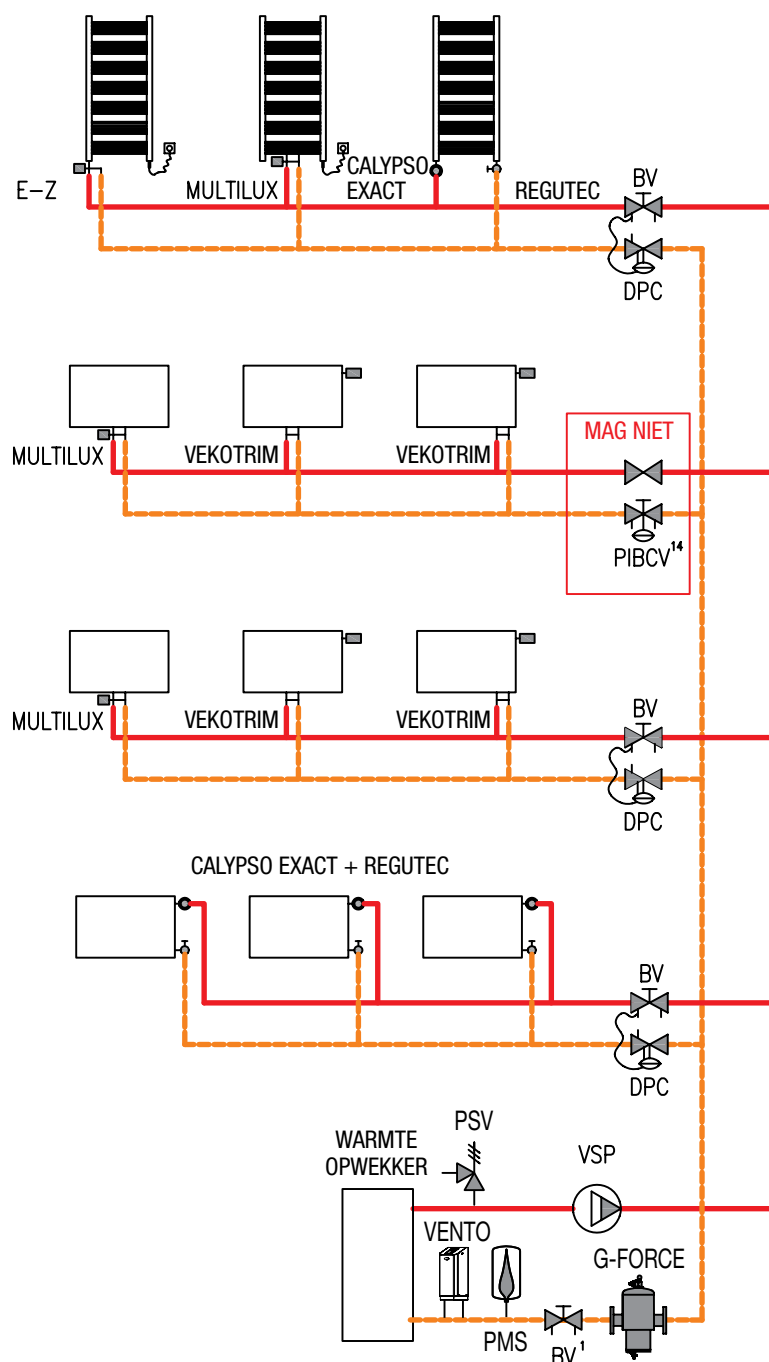 E-Z
MULTILUX
CALYPSO
EXACT
REGUTEC
BV
DPC
MAG NIET
MULTILUX
VEKOTRIM
VEKOTRIM
PIBCV¹⁴
BV
MULTILUX
VEKOTRIM
VEKOTRIM
DPC
CALYPSO EXACT + REGUTEC
BV
DPC
PSV
WARMTE
OPWEKKER
VSP
VENTO
G-FORCE
PMS
BV¹